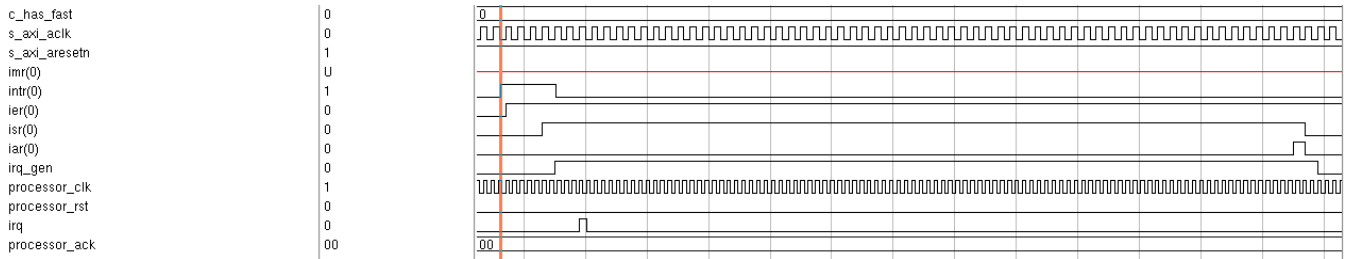 c_has_fast 0 0
s_axi_aclk 0
s_axi_aresetn 1
imr(0) U
intr(0) 1
ier(0) 0
isr(0) 0
iar(0) 0
irq_gen 0
processor_clk 1
processor_rst 0
irq 0
processor_ack 00 00